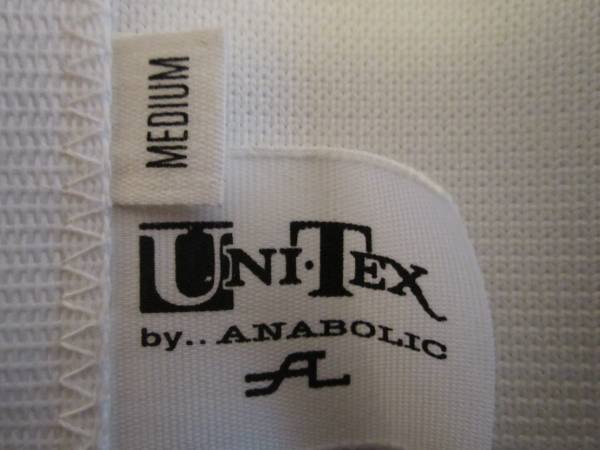 MEDIUM
UNI·TEX
by.. ANABOLIC
AL